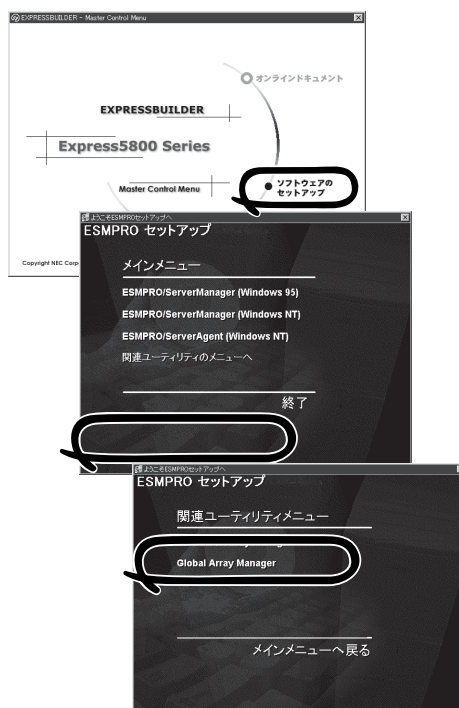 EXPRESSBUILDER - Master Control Menu
オンラインドキュメント
EXPRESSBUILDER
Express5800 Series
ソフトウェアの
セットアップ
Master Control Menu
Copyright NEC Corp
ようこそESMPROセットアップへ
ESMPRO セットアップ
メインメニュー
ESMPRO/ServerManager (Windows 95)
ESMPRO/ServerManager (Windows NT)
ESMPRO/ServerAgent (Windows NT)
関連ユーティリティのメニューへ
終了
ようこそESMPROセットアップへ
ESMPRO セットアップ
関連ユーティリティメニュー
Global Array Manager
メインメニューへ戻る